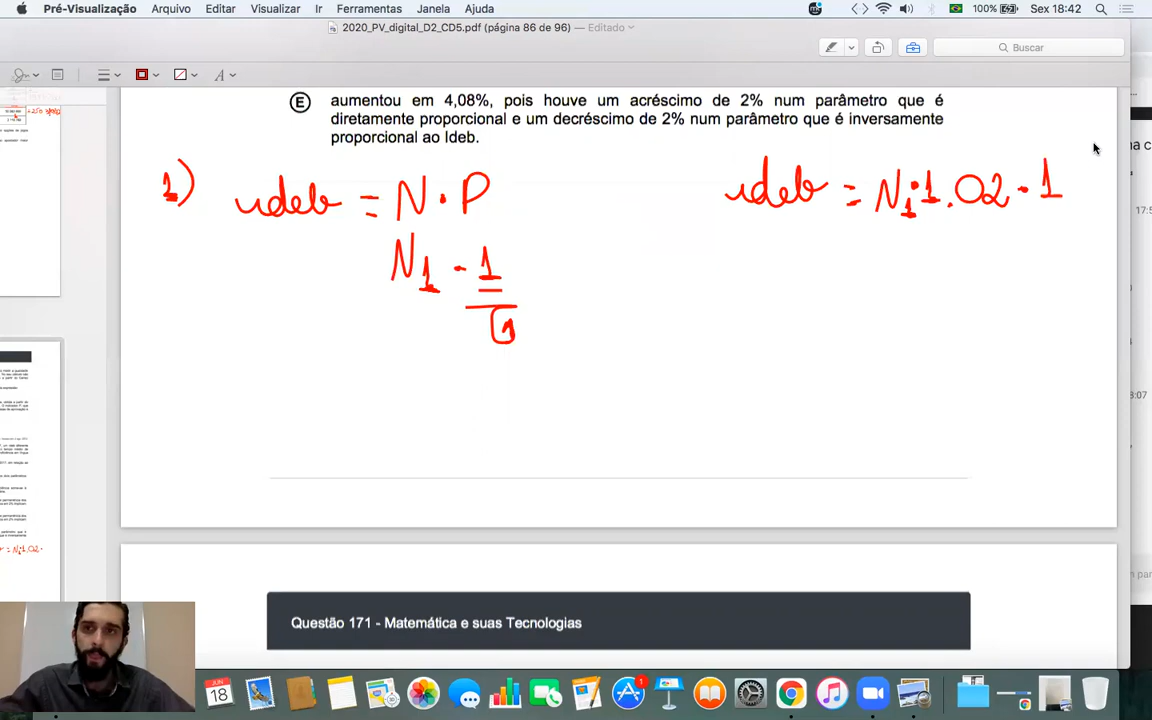 Pré-Visualização Arquivo Editar Visualizar Ir Ferramentas Janela Ajuda 100% Sex 18:42
2020_PV_digital_D2_CD5.pdf (página 86 de 96) — Editado
Buscar
E aumentou em 4,08%, pois houve um acréscimo de 2% num parâmetro que é
diretamente proporcional e um decréscimo de 2% num parâmetro que é inversamente
proporcional ao Ideb.
1) ideb = N · P
ideb = N1 · 1.02 · 1
N1 · 1
Questão 171 - Matemática e suas Tecnologias
JUN
18
1